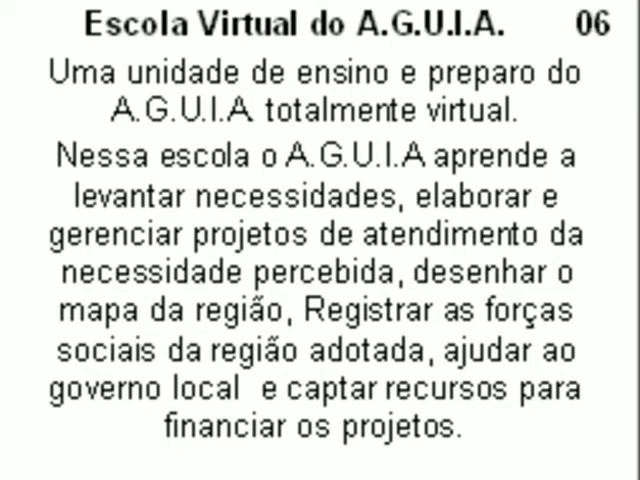 Escola Virtual do A.G.U.I.A. 06
Uma unidade de ensino e preparo do
A.G.U.I.A. totalmente virtual.
Nessa escola o A.G.U.I.A aprende a
levantar necessidades, elaborar e
gerenciar projetos de atendimento da
necessidade percebida, desenhar o
mapa da região, Registrar as forças
sociais da região adotada, ajudar ao
governo local e captar recursos para
financiar os projetos.